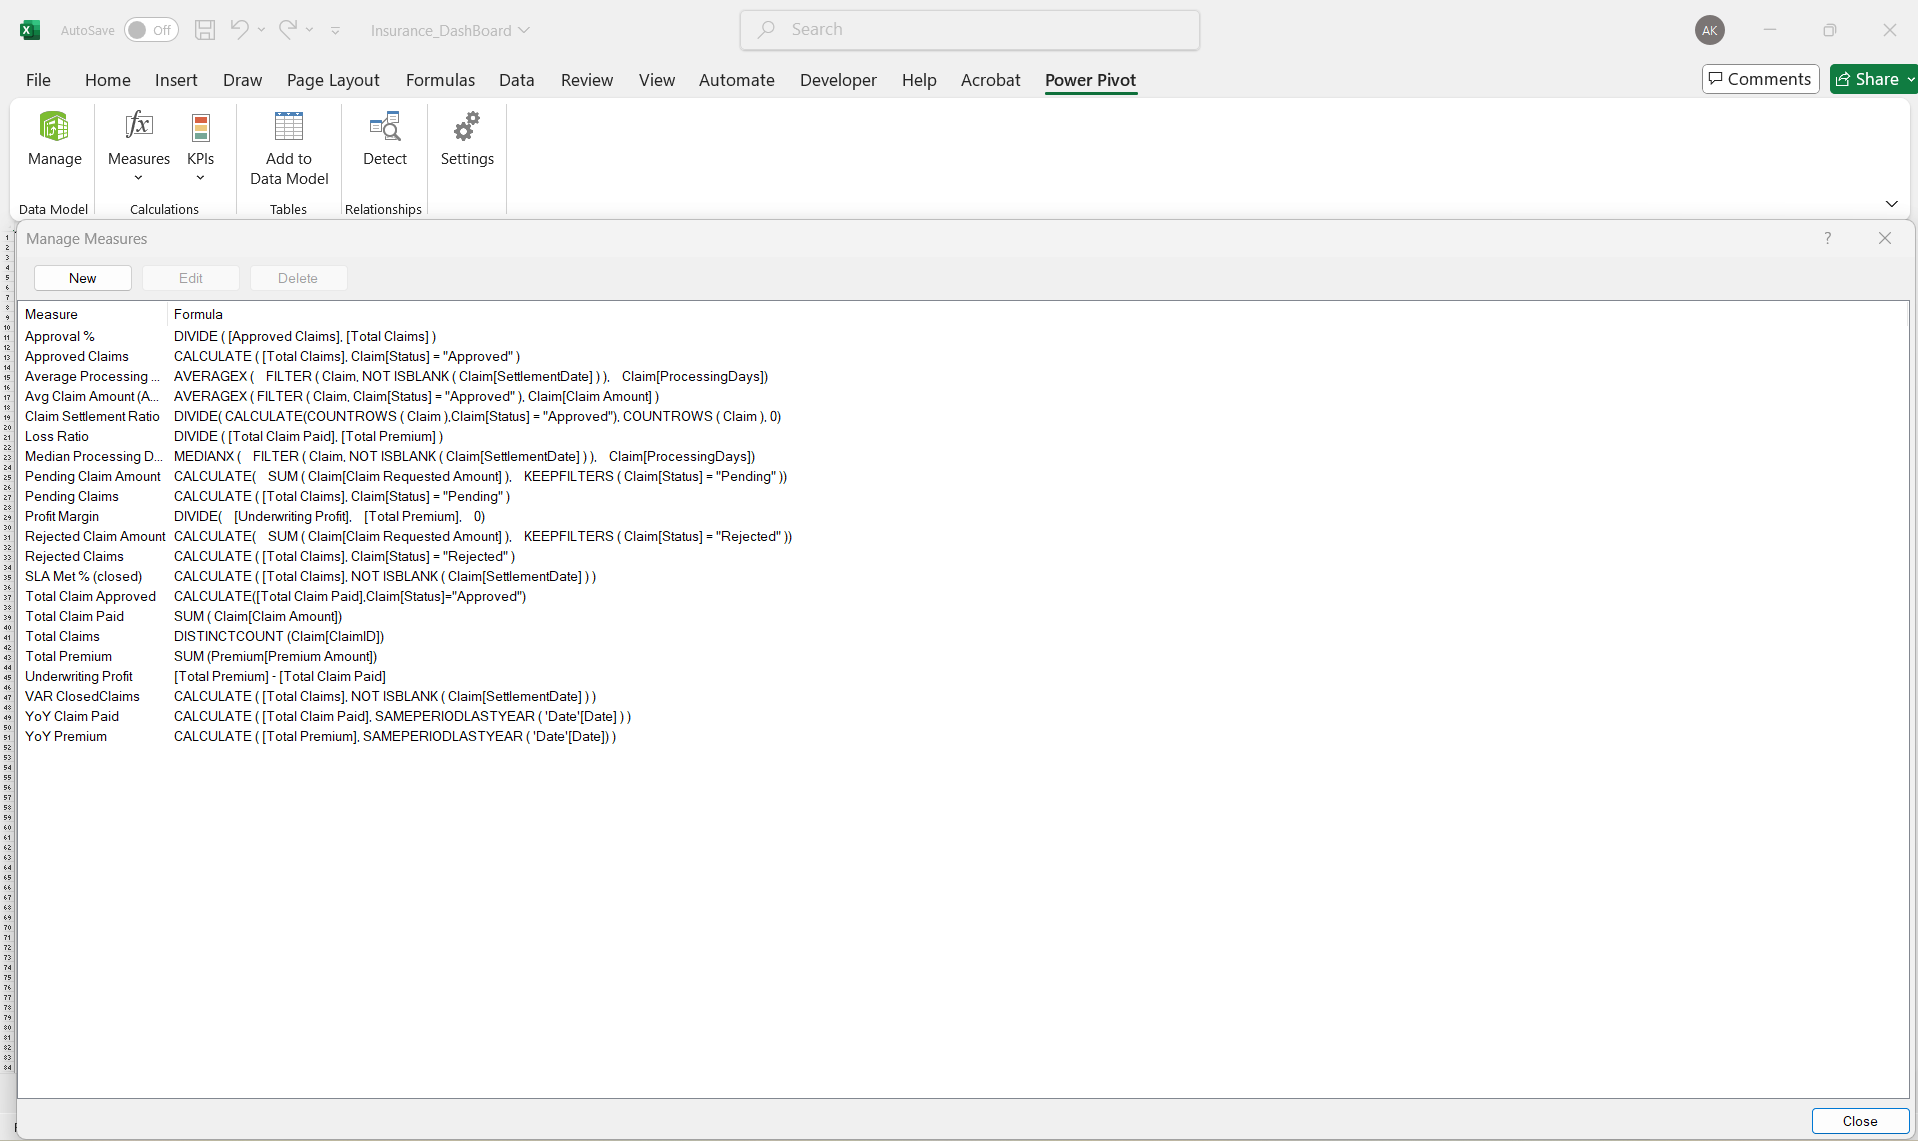 AutoSave Off Insurance_DashBoard Search AK
File Home Insert Draw Page Layout Formulas Data Review View Automate Developer Help Acrobat Power Pivot Comments Share
Manage Measures KPIs Add to Data Model Detect Settings
Data Model Calculations Tables Relationships
Manage Measures ?
New Edit Delete
Measure Formula
Approval % DIVIDE ( [Approved Claims], [Total Claims] )
Approved Claims CALCULATE ( [Total Claims], Claim[Status] = "Approved" )
Average Processing ... AVERAGEX (    FILTER ( Claim, NOT ISBLANK ( Claim[SettlementDate] ) ),    Claim[ProcessingDays])
Avg Claim Amount (A... AVERAGEX ( FILTER ( Claim, Claim[Status] = "Approved" ), Claim[Claim Amount] )
Claim Settlement Ratio DIVIDE( CALCULATE(COUNTROWS ( Claim ),Claim[Status] = "Approved"), COUNTROWS ( Claim ), 0)
Loss Ratio DIVIDE ( [Total Claim Paid], [Total Premium] )
Median Processing D... MEDIANX (    FILTER ( Claim, NOT ISBLANK ( Claim[SettlementDate] ) ),    Claim[ProcessingDays])
Pending Claim Amount CALCULATE(    SUM ( Claim[Claim Requested Amount] ),    KEEPFILTERS ( Claim[Status] = "Pending" ))
Pending Claims CALCULATE ( [Total Claims], Claim[Status] = "Pending" )
Profit Margin DIVIDE(    [Underwriting Profit],    [Total Premium],    0)
Rejected Claim Amount CALCULATE(    SUM ( Claim[Claim Requested Amount] ),    KEEPFILTERS ( Claim[Status] = "Rejected" ))
Rejected Claims CALCULATE ( [Total Claims], Claim[Status] = "Rejected" )
SLA Met % (closed) CALCULATE ( [Total Claims], NOT ISBLANK ( Claim[SettlementDate] ) )
Total Claim Approved CALCULATE([Total Claim Paid],Claim[Status]="Approved")
Total Claim Paid SUM ( Claim[Claim Amount])
Total Claims DISTINCTCOUNT (Claim[ClaimID])
Total Premium SUM (Premium[Premium Amount])
Underwriting Profit [Total Premium] - [Total Claim Paid]
VAR ClosedClaims CALCULATE ( [Total Claims], NOT ISBLANK ( Claim[SettlementDate] ) )
YoY Claim Paid CALCULATE ( [Total Claim Paid], SAMEPERIODLASTYEAR ( 'Date'[Date] ) )
YoY Premium CALCULATE ( [Total Premium], SAMEPERIODLASTYEAR ( 'Date'[Date]) )
Close